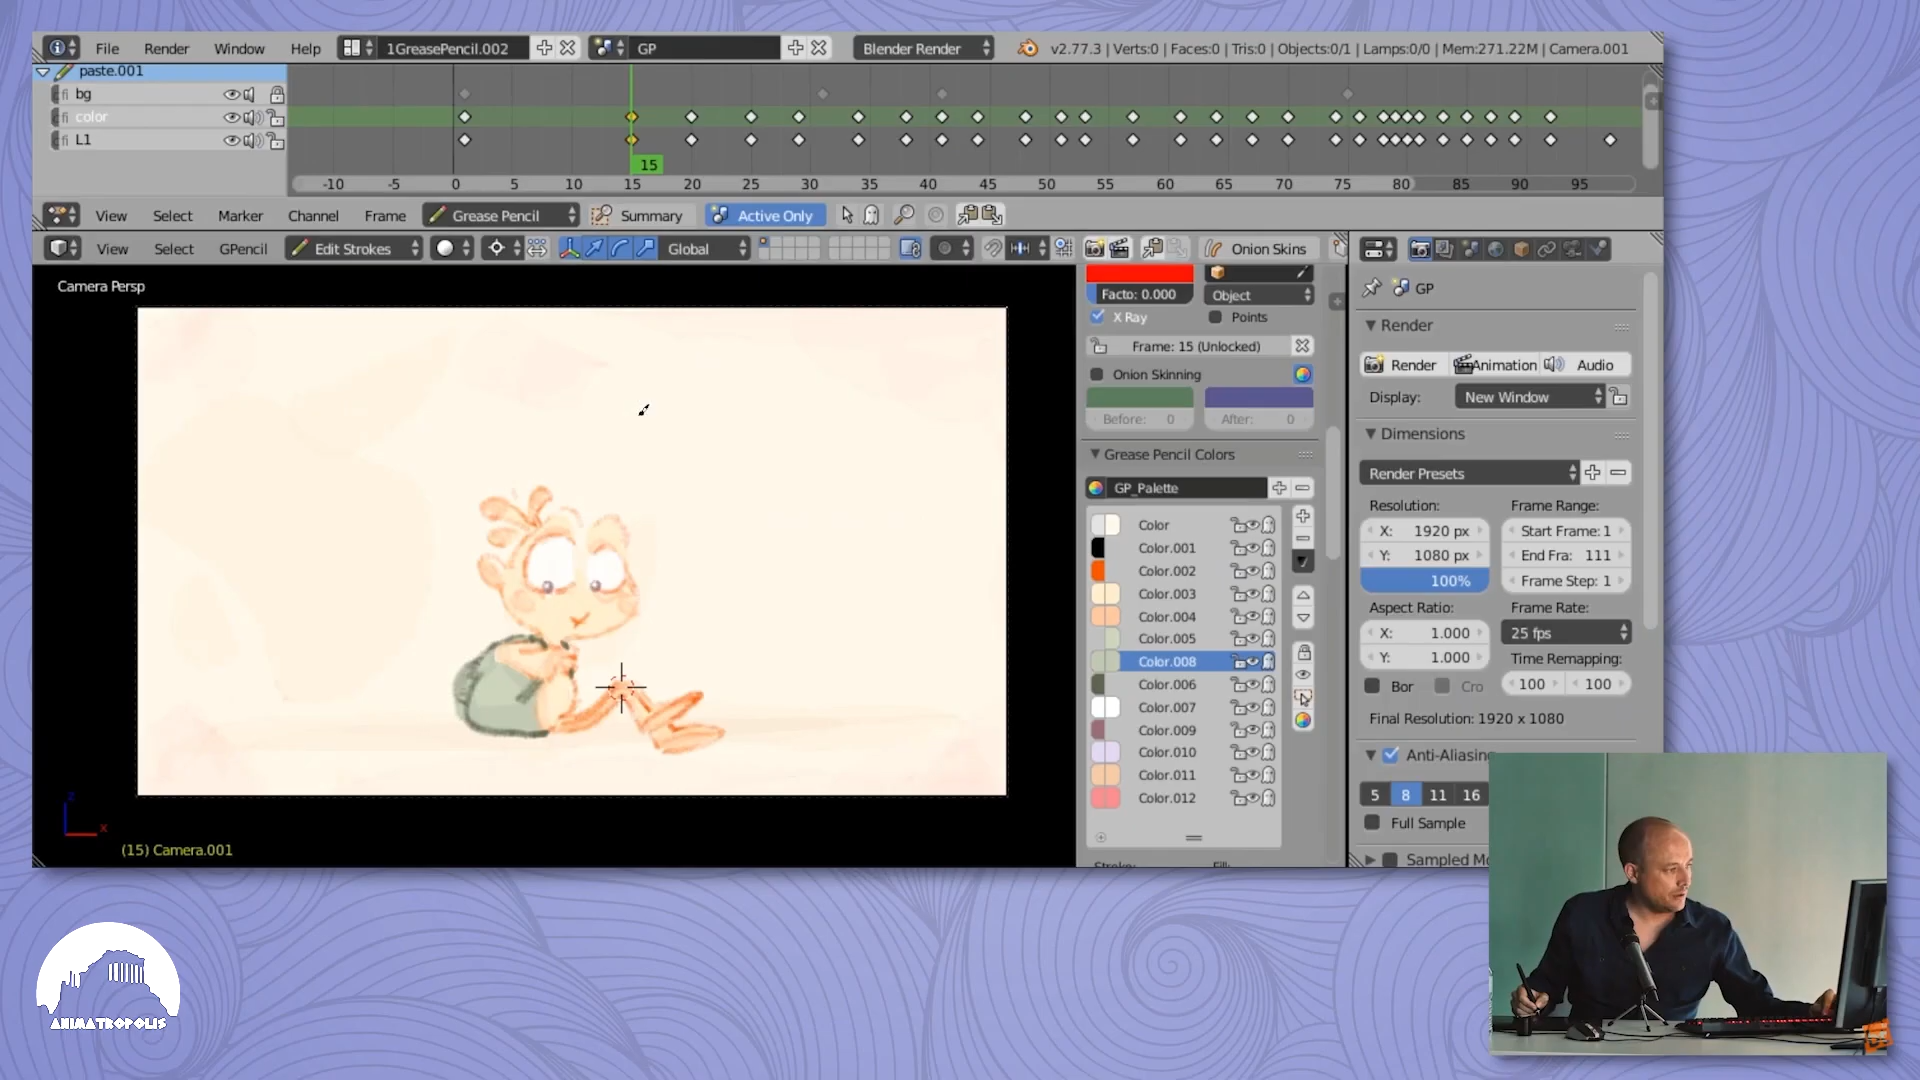 File Render Window Help 1GreasePencil.002 GP Blender Render v2.77.3 | Verts:0 | Faces:0 | Tris:0 | Objects:0/1 | Lamps:0/0 | Mem:271.22M | Camera.001
paste.001
bg
color
L1
15
-10 -5 0 5 10 15 20 25 30 35 40 45 50 55 60 65 70 75 80 85 90 95
View Select Marker Channel Frame Grease Pencil Summary Active Only
View Select GPencil Edit Strokes Global Onion Skins
Camera Persp
Facto: 0.000 Object
X Ray Points
Frame: 15 (Unlocked)
Onion Skinning
Before: 0 After: 0
Grease Pencil Colors
GP_Palette
Color
Color.001
Color.002
Color.003
Color.004
Color.005
Color.008
Color.006
Color.007
Color.009
Color.010
Color.011
Color.012
GP
Render
Render Animation Audio
Display: New Window
Dimensions
Render Presets
Resolution: Frame Range:
X: 1920 px Start Frame: 1
Y: 1080 px End Fra: 111
100% Frame Step: 1
Aspect Ratio: Frame Rate:
X: 1.000 25 fps
Y: 1.000 Time Remapping:
Bor Cro 100 100
Final Resolution: 1920 x 1080
Anti-Aliasing
5 8 11 16
Full Sample
Sampled Mo
z
x
(15) Camera.001
ANIMATROPOLIS